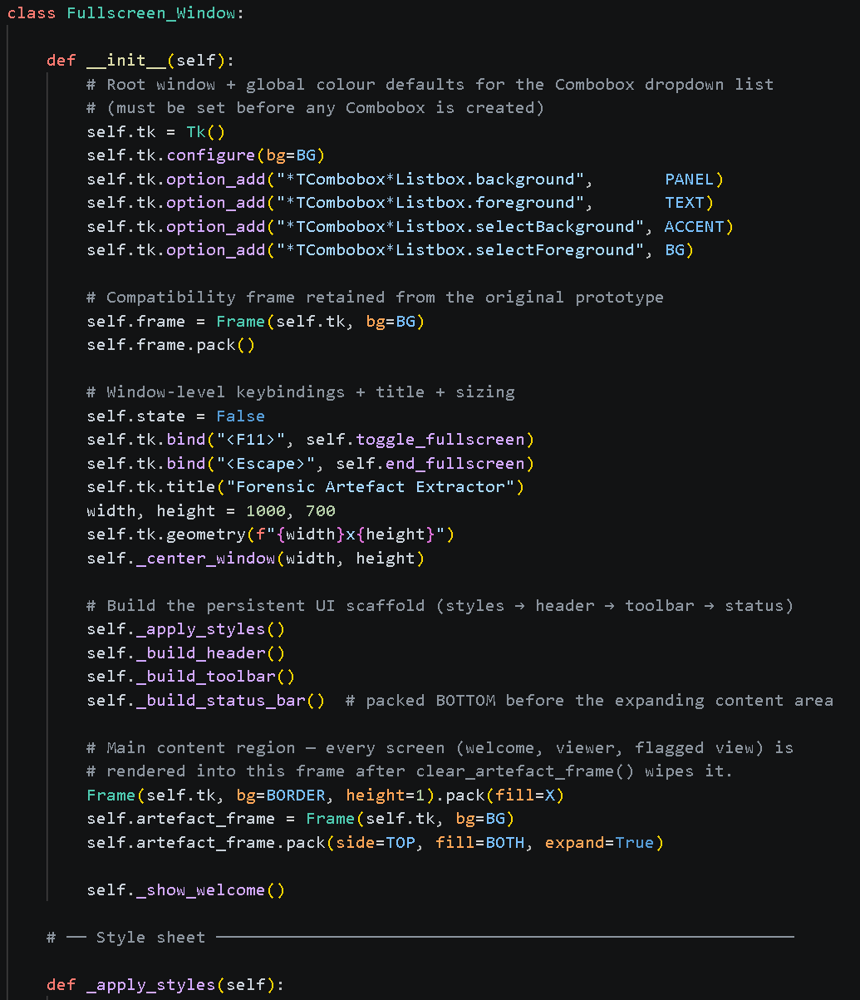 class Fullscreen_Window:
def __init__(self):
# Root window + global colour defaults for the Combobox dropdown list
# (must be set before any Combobox is created)
self.tk = Tk()
self.tk.configure(bg=BG)
self.tk.option_add("*TCombobox*Listbox.background",       PANEL)
self.tk.option_add("*TCombobox*Listbox.foreground",       TEXT)
self.tk.option_add("*TCombobox*Listbox.selectBackground", ACCENT)
self.tk.option_add("*TCombobox*Listbox.selectForeground", BG)
# Compatibility frame retained from the original prototype
self.frame = Frame(self.tk, bg=BG)
self.frame.pack()
# Window-level keybindings + title + sizing
self.state = False
self.tk.bind("<F11>", self.toggle_fullscreen)
self.tk.bind("<Escape>", self.end_fullscreen)
self.tk.title("Forensic Artefact Extractor")
width, height = 1000, 700
self.tk.geometry(f"{width}x{height}")
self._center_window(width, height)
# Build the persistent UI scaffold (styles → header → toolbar → status)
self._apply_styles()
self._build_header()
self._build_toolbar()
self._build_status_bar()  # packed BOTTOM before the expanding content area
# Main content region — every screen (welcome, viewer, flagged view) is
# rendered into this frame after clear_artefact_frame() wipes it.
Frame(self.tk, bg=BORDER, height=1).pack(fill=X)
self.artefact_frame = Frame(self.tk, bg=BG)
self.artefact_frame.pack(side=TOP, fill=BOTH, expand=True)
self._show_welcome()
# ── Style sheet ──────────────────────────────────────────────────────────
def _apply_styles(self):